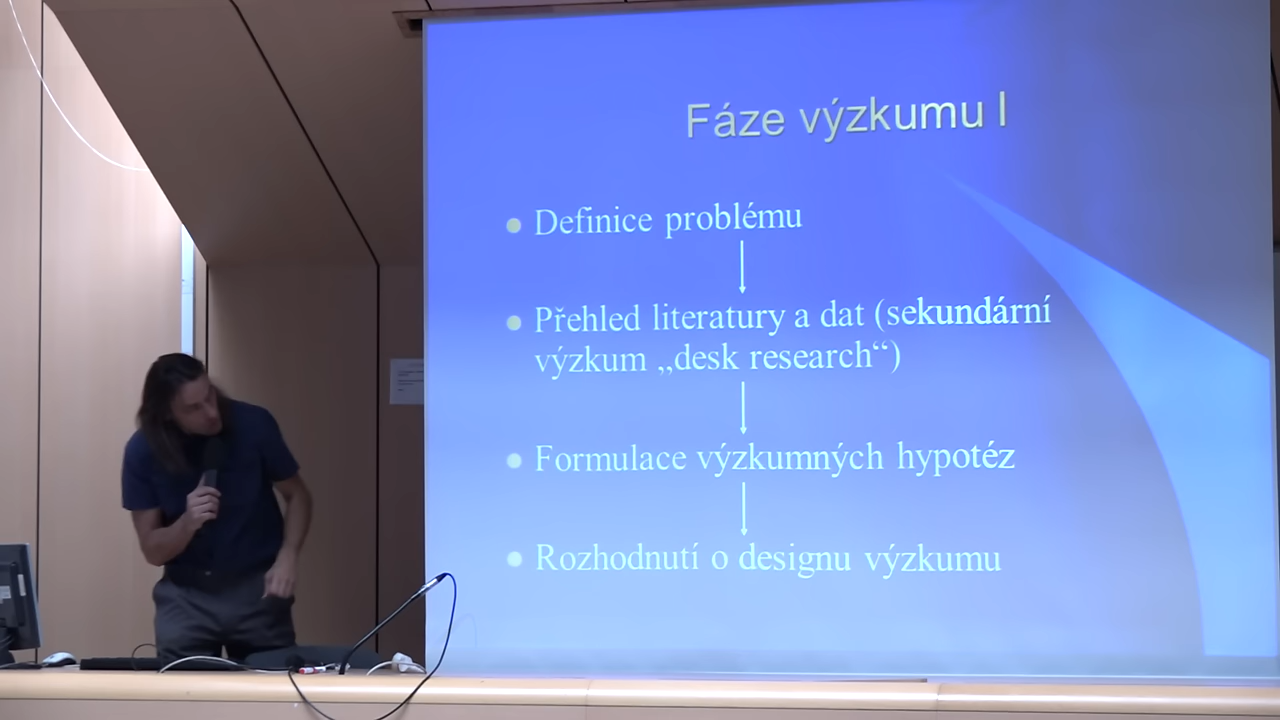 Fáze výzkumu I
Definice problému
Přehled literatury a dat (sekundární
výzkum „desk research“)
Formulace výzkumných hypotéz
Rozhodnutí o designu výzkumu